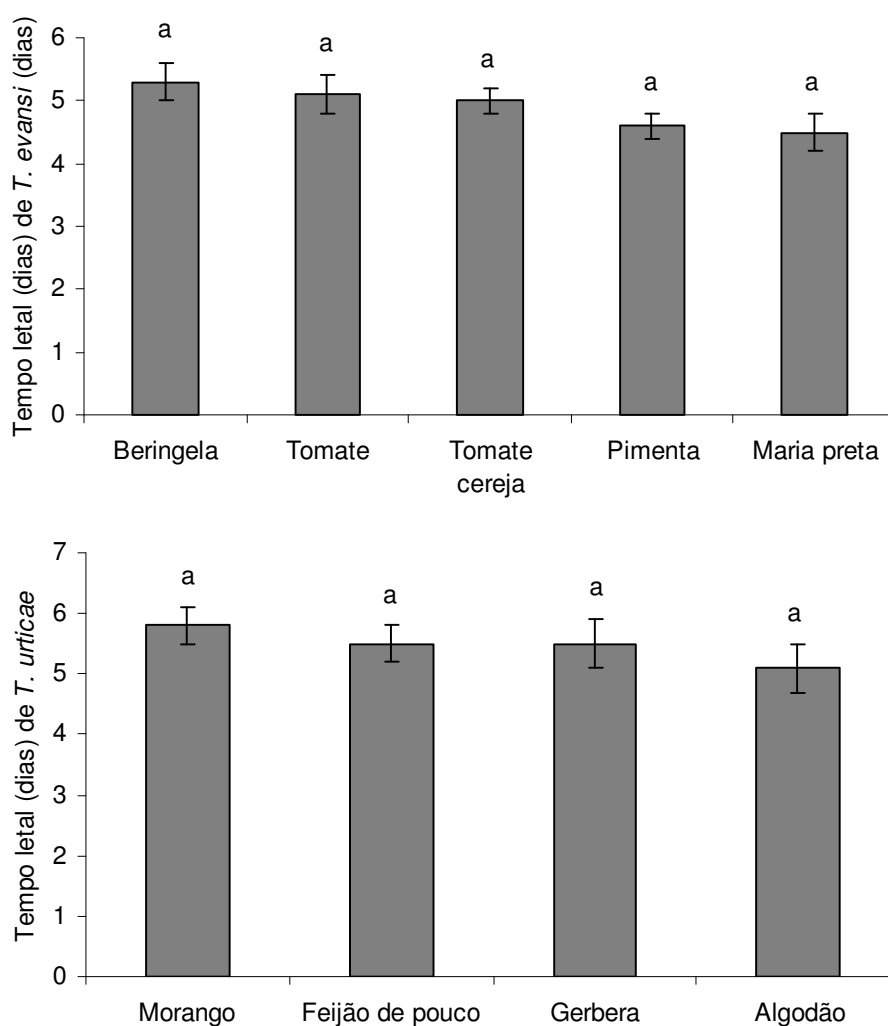 Tempo letal (dias) de T. evansi (dias)
6
5
4
3
2
1
0
a
a
a
a
a
Beringela
Tomate
Tomate
cereja
Pimenta
Maria preta
Tempo letal (dias) de T. urticae
7
6
5
4
3
2
1
0
a
a
a
a
Morango
Feijão de pouco
Gerbera
Algodão